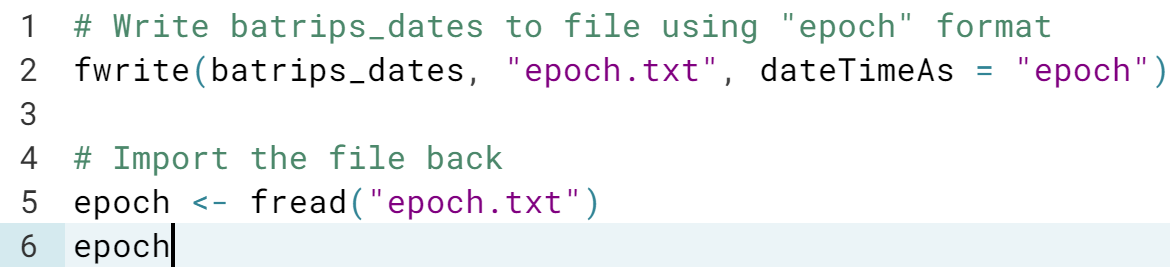 1 # Write batrips_dates to file using "epoch" format
2 fwrite(batrips_dates, "epoch.txt", dateTimeAs = "epoch")
3
4 # Import the file back
5 epoch <- fread("epoch.txt")
6 epoch